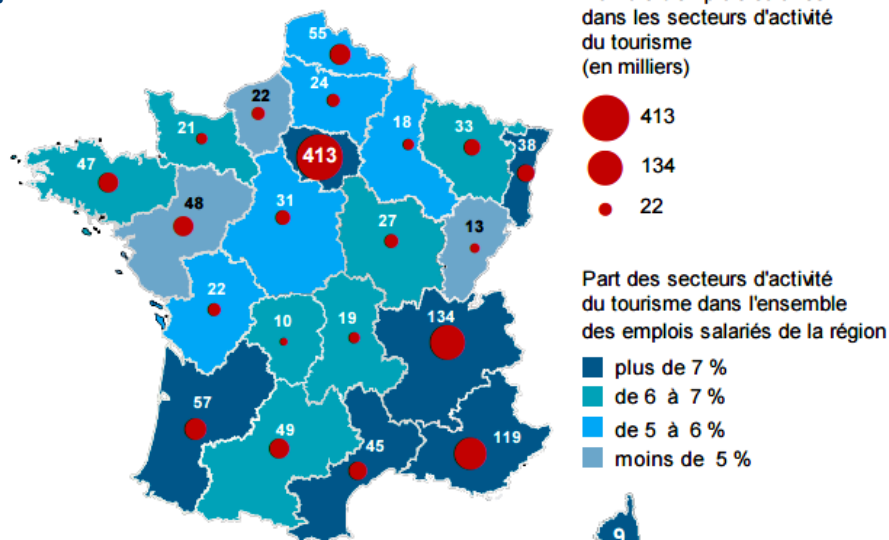 dans les secteurs d'activité
du tourisme
(en milliers)
413
134
22
Part des secteurs d'activité
du tourisme dans l'ensemble
des emplois salariés de la région
plus de 7 %
de 6 à 7 %
de 5 à 6 %
moins de 5 %
55
24
22
21
18
33
38
413
47
48
31
27
13
22
10
19
134
57
49
45
119
9